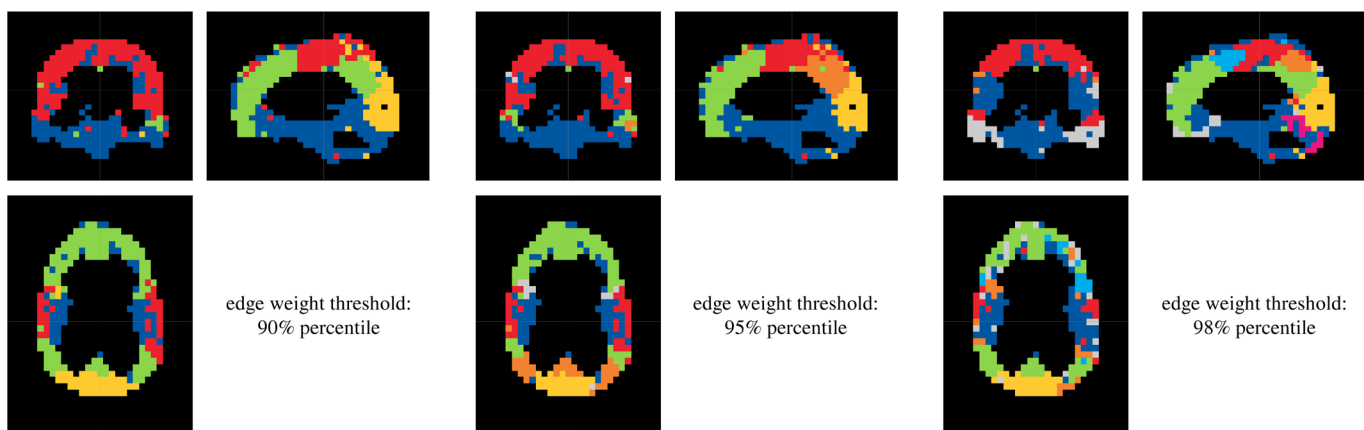 edge weight threshold:
90% percentile
edge weight threshold:
95% percentile
edge weight threshold:
98% percentile